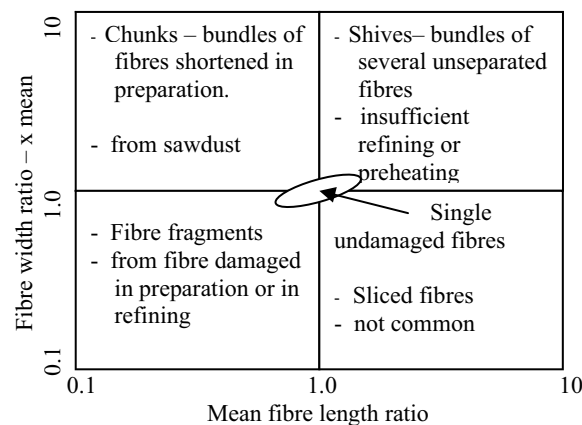 10
- Chunks – bundles of
fibres shortened in
preparation.
- from sawdust
- Shives– bundles of
several unseparated
fibres
- insufficient
refining or
preheating
Fibre width ratio – x mean
1.0
- Fibre fragments
- from fibre damaged
in preparation or in
refining
Single
undamaged fibres
- Sliced fibres
- not common
0.1
0.1 1.0 10
Mean fibre length ratio